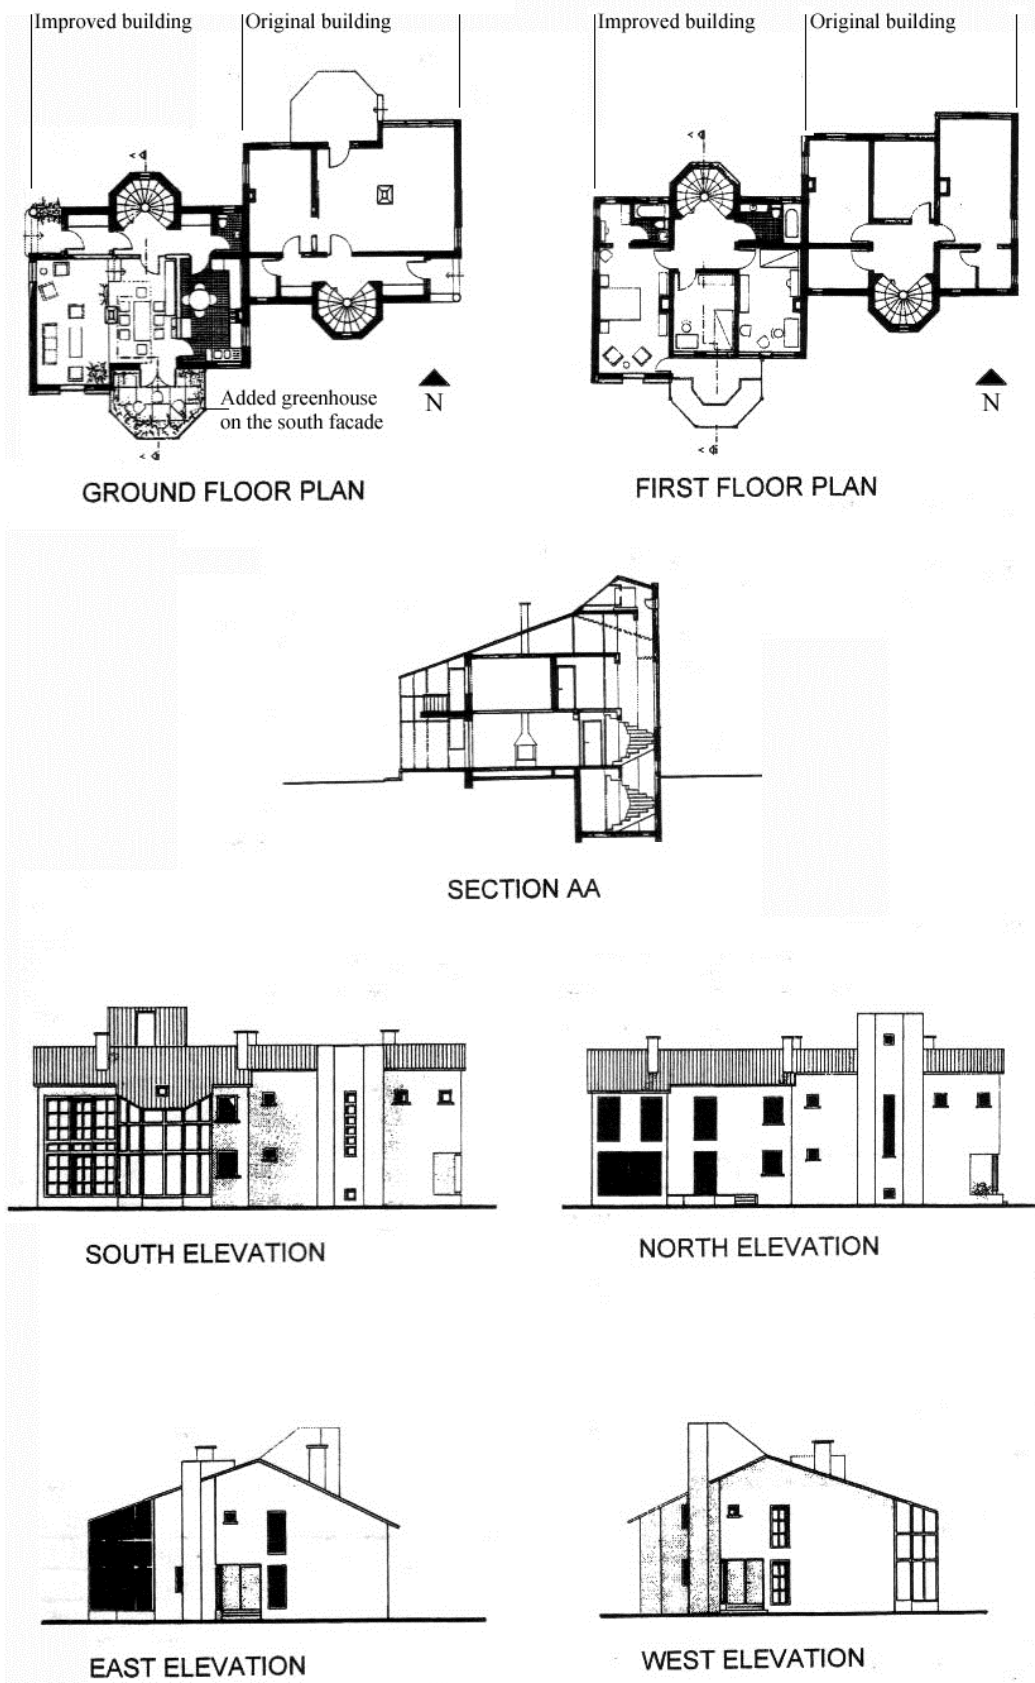 Improved building
Original building
Improved building
Original building
N
Added greenhouse
on the south facade
N
GROUND FLOOR PLAN
FIRST FLOOR PLAN
SECTION AA
SOUTH ELEVATION
NORTH ELEVATION
EAST ELEVATION
WEST ELEVATION